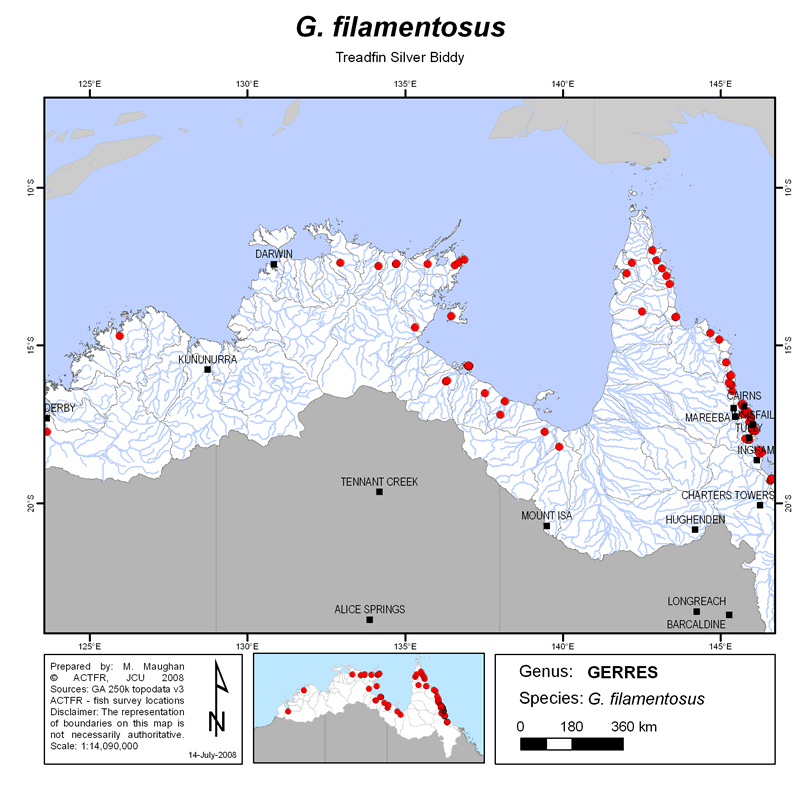 G. filamentosus
Treadfin Silver Biddy
125°E 130°E 135°E 140°E 145°E
10°S 10°S
DARWIN
15°S 15°S
KUNUNURRA
DERBY
CAIRNS
MAREEBA
INNISFAIL
TULLY
INGHAM
TENNANT CREEK
CHARTERS TOWERS
20°S 20°S
MOUNT ISA
HUGHENDEN
ALICE SPRINGS
LONGREACH
BARCALDINE
125°E 130°E 135°E 140°E 145°E
Prepared by: M. Maughan
© ACTFR, JCU 2008
Sources: GA 250k topodata v3
ACTFR - fish survey locations
Disclaimer: The representation
of boundaries on this map is
not necessarily authoritative.
Scale: 1:14,090,000
N
14-July-2008
Genus: GERRES
Species: G. filamentosus
0 180 360 km